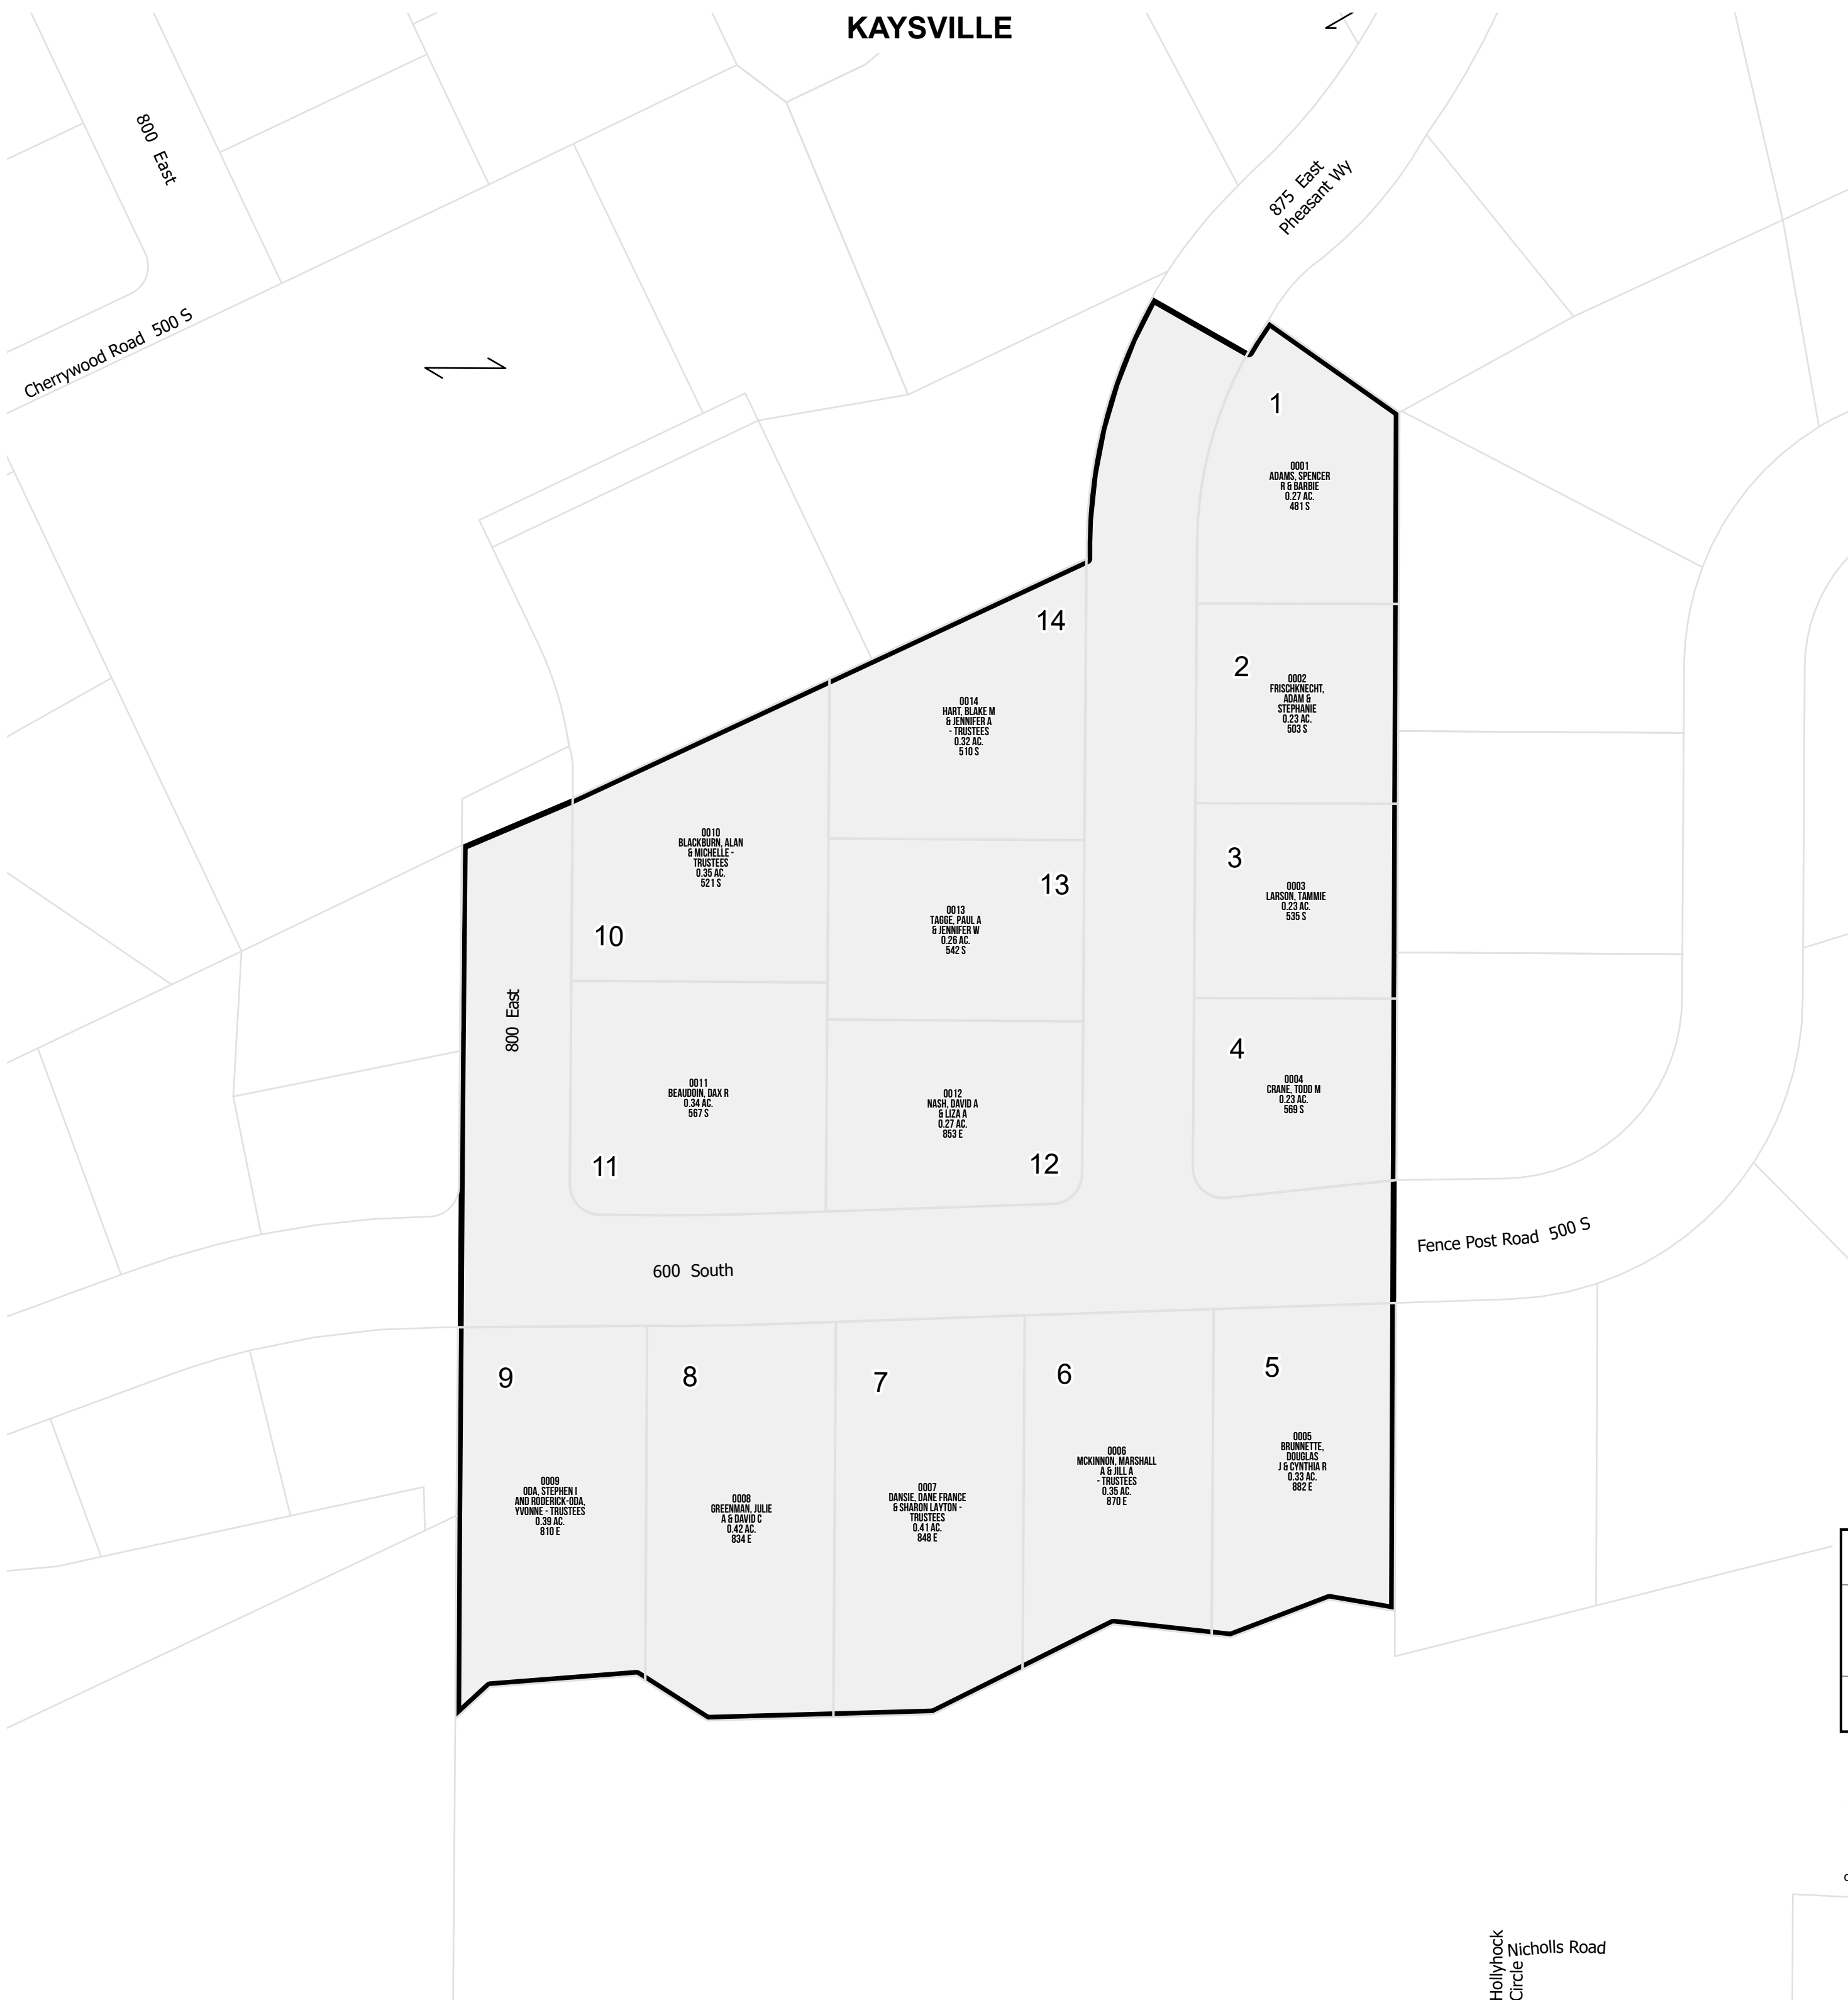 KAYSVILLE
800 East
875 East
Pheasant Wy
Cherrywood Road 500 S
1
0001
ADAMS, SPENCER
R & BARBIE
0.27 AC.
481 S
14
2
0002
FRISCHKNECHT,
ADAM &
STEPHANIE
0.23 AC.
503 S
0014
HART, BLAKE M
& JENNIFER A
- TRUSTEES
0.32 AC.
510 S
0010
BLACKBURN, ALAN
& MICHELLE -
TRUSTEES
0.35 AC.
521 S
10
13
0013
TAGGE, PAUL A
& JENNIFER W
0.26 AC.
542 S
3
0003
LARSON, TAMMIE
0.23 AC.
535 S
800 East
4
0004
CRANE, TODD M
0.23 AC.
569 S
0011
BEAUDOIN, DAX R
0.34 AC.
567 S
11
0012
NASH, DAVID A
& LIZA A
0.27 AC.
853 E
12
Fence Post Road 500 S
600 South
9
0009
ODA, STEPHEN I
AND RODERICK-ODA,
YVONNE - TRUSTEES
0.39 AC.
810 E
8
0008
GREENMAN, JULIE
A & DAVID C
0.42 AC.
834 E
7
0007
DANSIE, DANE FRANCE
& SHARON LAYTON -
TRUSTEES
0.41 AC.
848 E
6
0006
MCKINNON, MARSHALL
A & JILL A
- TRUSTEES
0.35 AC.
870 E
5
0005
BRUNNETTE,
DOUGLAS
J & CYNTHIA R
0.33 AC.
882 E
Hollyhock
Circle
Nicholls Road